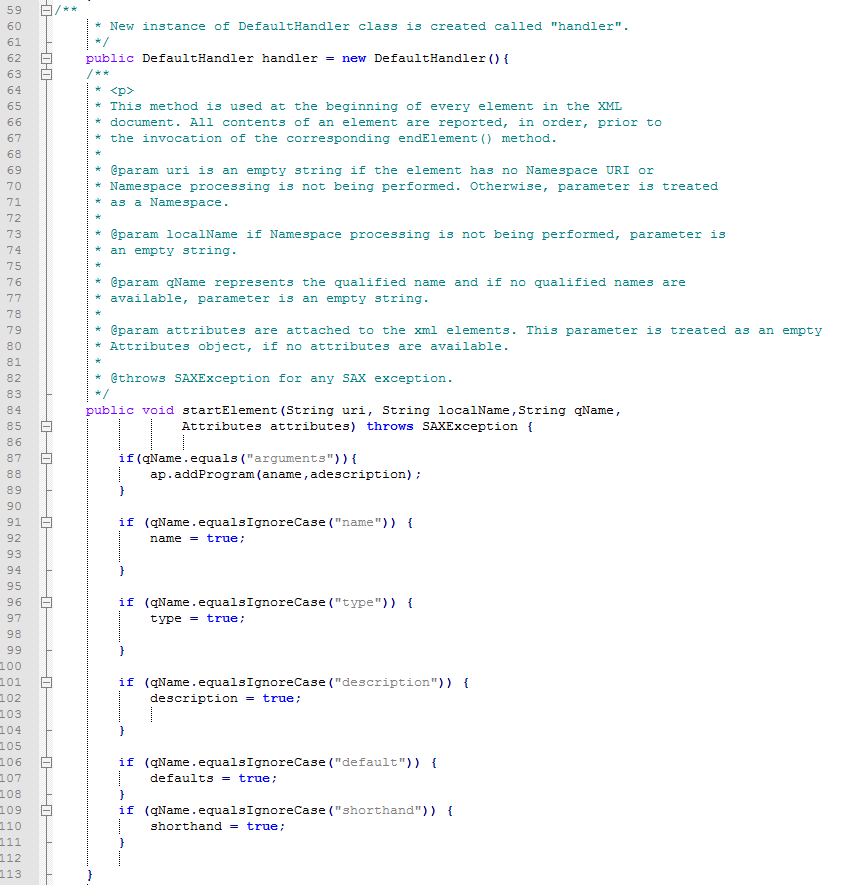 59 /**
60 * New instance of DefaultHandler class is created called "handler".
61 */
62 public DefaultHandler handler = new DefaultHandler(){
63 /**
64 * <p>
65 * This method is used at the beginning of every element in the XML
66 * document. All contents of an element are reported, in order, prior to
67 * the invocation of the corresponding endElement() method.
68 *
69 * @param uri is an empty string if the element has no Namespace URI or
70 * Namespace processing is not being performed. Otherwise, parameter is treated
71 * as a Namespace.
72 *
73 * @param localName if Namespace processing is not being performed, parameter is
74 * an empty string.
75 *
76 * @param qName represents the qualified name and if no qualified names are
77 * available, parameter is an empty string.
78 *
79 * @param attributes are attached to the xml elements. This parameter is treated as an empty
80 * Attributes object, if no attributes are available.
81 *
82 * @throws SAXException for any SAX exception.
83 */
84 public void startElement(String uri, String localName,String qName,
85 Attributes attributes) throws SAXException {
86
87 if(qName.equals("arguments")){
88 ap.addProgram(aname,adescription);
89 }
90
91 if (qName.equalsIgnoreCase("name")) {
92 name = true;
93
94 }
95
96 if (qName.equalsIgnoreCase("type")) {
97 type = true;
98
99 }
100
101 if (qName.equalsIgnoreCase("description")) {
102 description = true;
103
104 }
105
106 if (qName.equalsIgnoreCase("default")) {
107 defaults = true;
108 }
109 if (qName.equalsIgnoreCase("shorthand")) {
110 shorthand = true;
111 }
112
113 }